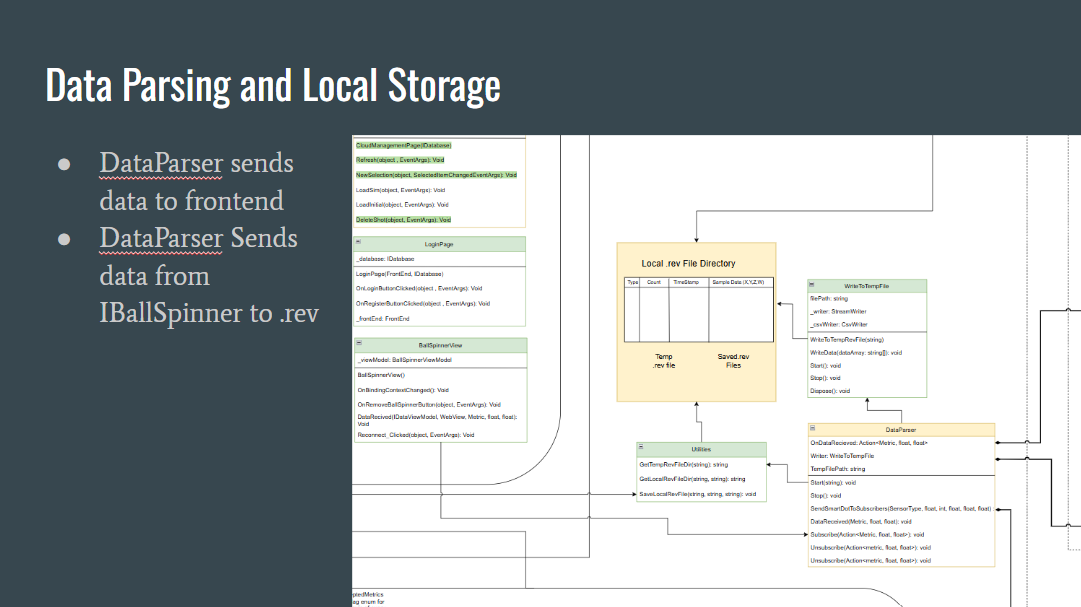 Data Parsing and Local Storage
● DataParser sends
data to frontend
● DataParser Sends
data from
IBallSpinner to .rev
CloudManagementPage(IDatabase)
Refresh(object , EventArgs): Void
NewSelection(object, SelectedItemChangedEventArgs): Void
LoadSim(object, EventArgs): Void
LoadInitial(object, EventArgs): Void
DeleteShot(object, EventArgs): Void
LoginPage
_database: IDatabase
LoginPage(FrontEnd, IDatabase)
OnLoginButtonClicked(object , EventArgs): Void
OnRegisterButtonClicked(object , EventArgs): Void
_frontEnd: FrontEnd
BallSpinnerView
_viewModel: BallSpinnerViewModel
BallSpinnerView()
OnBindingContextChanged(): Void
OnRemoveBallSpinnerButton(object, EventArgs): Void
DataRecived(IDataViewModel, WebView, Metric, float, float):
Void
Reconnect_Clicked(object, EventArgs): Void
Local .rev File Directory
Type Count TimeStamp Sample Data (X,Y,Z,W)
Temp
.rev file
Saved.rev
Files
Utilities
GetTempRevFileDir(string): string
GetLocalRevFileDir(string, string): string
SaveLocalRevFile(string, string, string): void
WriteToTempFile
filePath: string
_writer: StreamWriter
_csvWriter: CsvWriter
WriteToTempRevFile(string)
WriteData(dataArray: string[]): void
Start(): void
Stop(): void
Dispose(): void
DataParser
OnDataRecieved: Action<Metric, float, float>
Writer: WriteToTempFile
TempFilePath: string
Start(string): void
Stop(): void
SendSmartDotToSubscribers(SensorType, float, int, float, float, float)
DataReceived(Metric, float, float): void
Subscribe(Action<Metric, float, float>): void
Unsubscribe(Action<metric, float, float>): void
Unsubscribe(Action<metric, float, float>): void
ptedMetrics
ag enum for